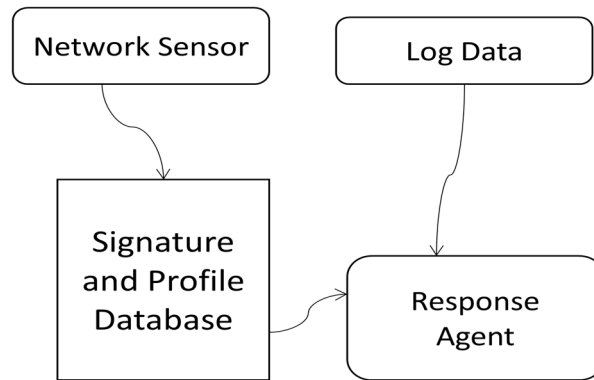 Network Sensor
Log Data
Signature
and Profile
Database
Response
Agent